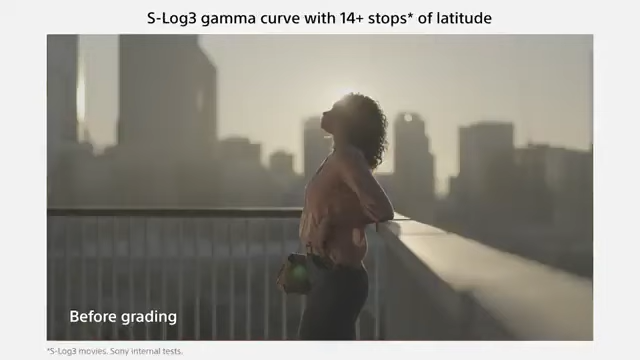 S-Log3 gamma curve with 14+ stops* of latitude
Before grading
*S-Log3 movies. Sony internal tests.